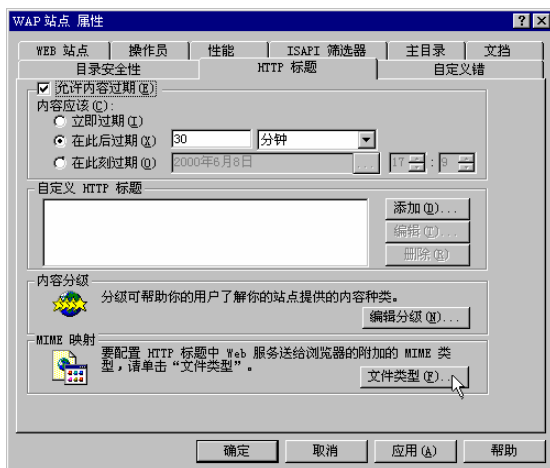 WAP 站点 属性
WEB 站点 操作员 性能 ISAPI 筛选器 主目录 文档
目录安全性 HTTP 标题 自定义错
允许内容过期(E)
内容应该(C):
立即过期(I)
在此后过期(X) 30 分钟
在此刻过期(O) 2000年6月8日 ... 17 : 9
自定义 HTTP 标题
添加(D)...
编辑(T)...
删除(R)
内容分级
分级可帮助你的用户了解你的站点提供的内容种类。
编辑分级(N)...
MIME 映射
要配置 HTTP 标题中 Web 服务送给浏览器的附加的 MIME 类
型，请单击“文件类型”。
文件类型(F)...
确定 取消 应用(A) 帮助